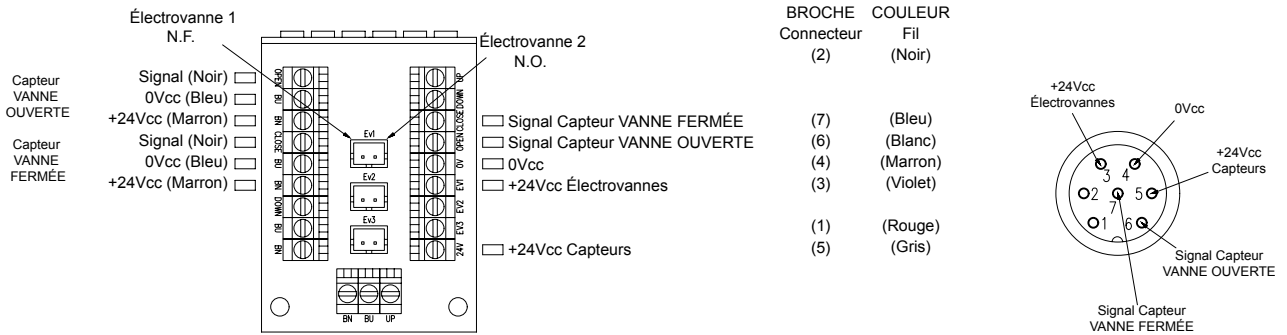 Électrovanne 1
N.F.
Électrovanne 2
N.O.
Capteur
VANNE
OUVERTE
Capteur
VANNE
FERMÉE
Signal (Noir)
0Vcc (Bleu)
+24Vcc (Marron)
Signal (Noir)
0Vcc (Bleu)
+24Vcc (Marron)
OPEN
BU
BN
CLOSE
BU
BN
DOWN
BU
BN
Ev1
Ev2
Ev3
BN BU UP
UP
DOWN
CLOSE
OPEN
0V
EV1
EV2
EV3
24V
Signal Capteur VANNE FERMÉE
Signal Capteur VANNE OUVERTE
0Vcc
+24Vcc Électrovannes
+24Vcc Capteurs
BROCHE COULEUR
Connecteur Fil
(2) (Noir)
(7) (Bleu)
(6) (Blanc)
(4) (Marron)
(3) (Violet)
(1) (Rouge)
(5) (Gris)
+24Vcc
Électrovannes
0Vcc
+24Vcc
Capteurs
3 4
2 5
7
1 6
Signal Capteur
VANNE OUVERTE
Signal Capteur
VANNE FERMÉE